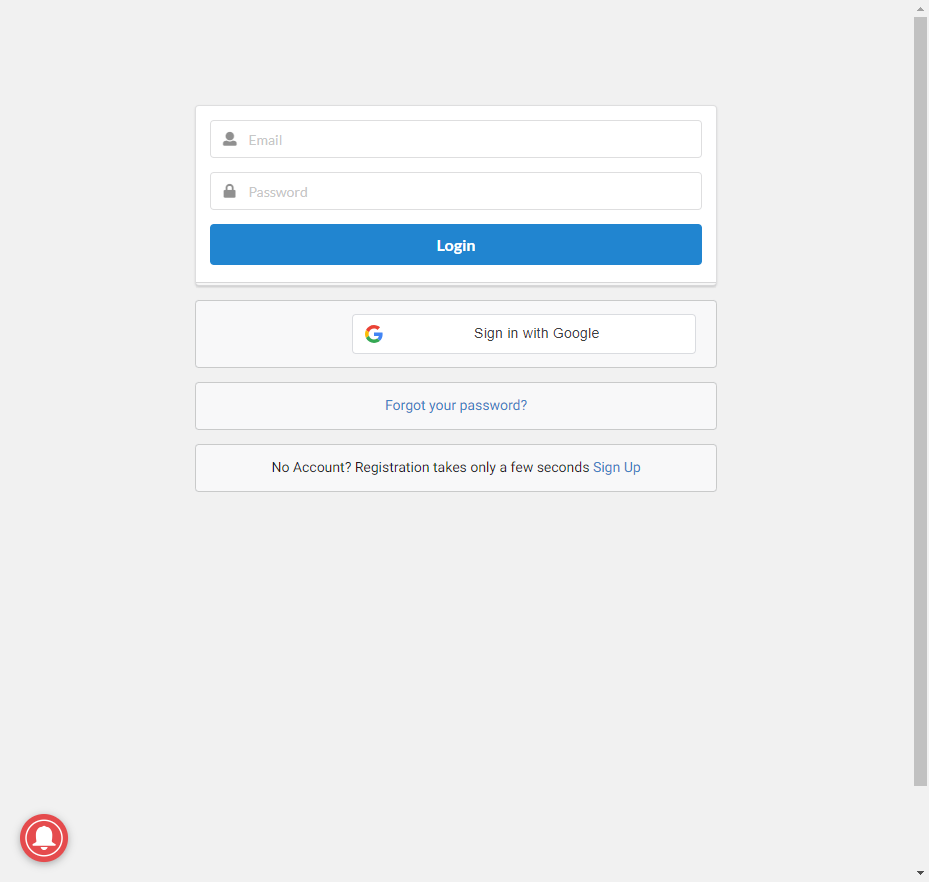 Email
Password
Login
Sign in with Google
Forgot your password?
No Account? Registration takes only a few seconds Sign Up